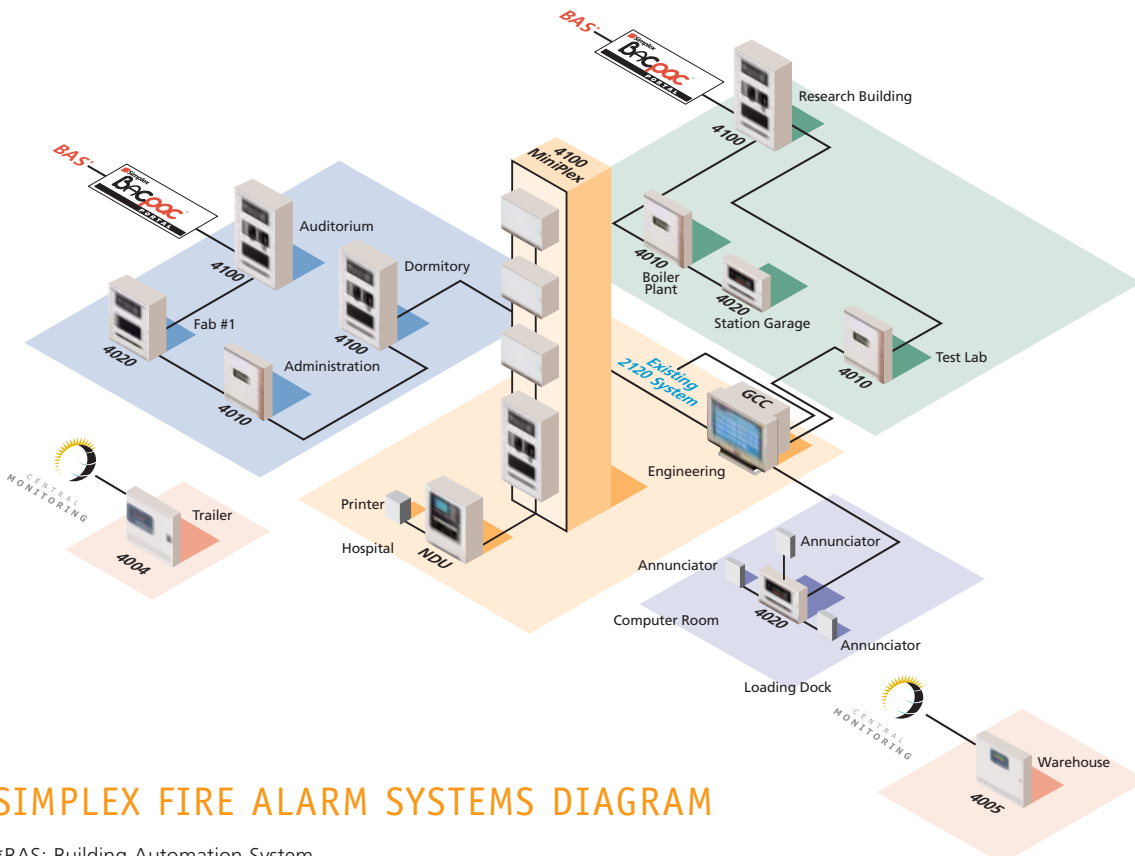 BAS*
Simplex
BACpac
PORTAL
4100
Research Building
BAS*
Simplex
BACpac
PORTAL
4100
Auditorium
4100
MiniPlex
4010
Boiler
Plant
4020
Station Garage
4010
Test Lab
Dormitory
4100
Fab #1
4020
Administration
4010
Existing
2120 System
GCC
Engineering
CENTRAL
MONITORING
Trailer
4004
Printer
Hospital
NDU
Annunciator
Annunciator
Computer Room
4020
Annunciator
Loading Dock
CENTRAL
MONITORING
Warehouse
4005
SIMPLEX FIRE ALARM SYSTEMS DIAGRAM
*BAS: Building Automation System